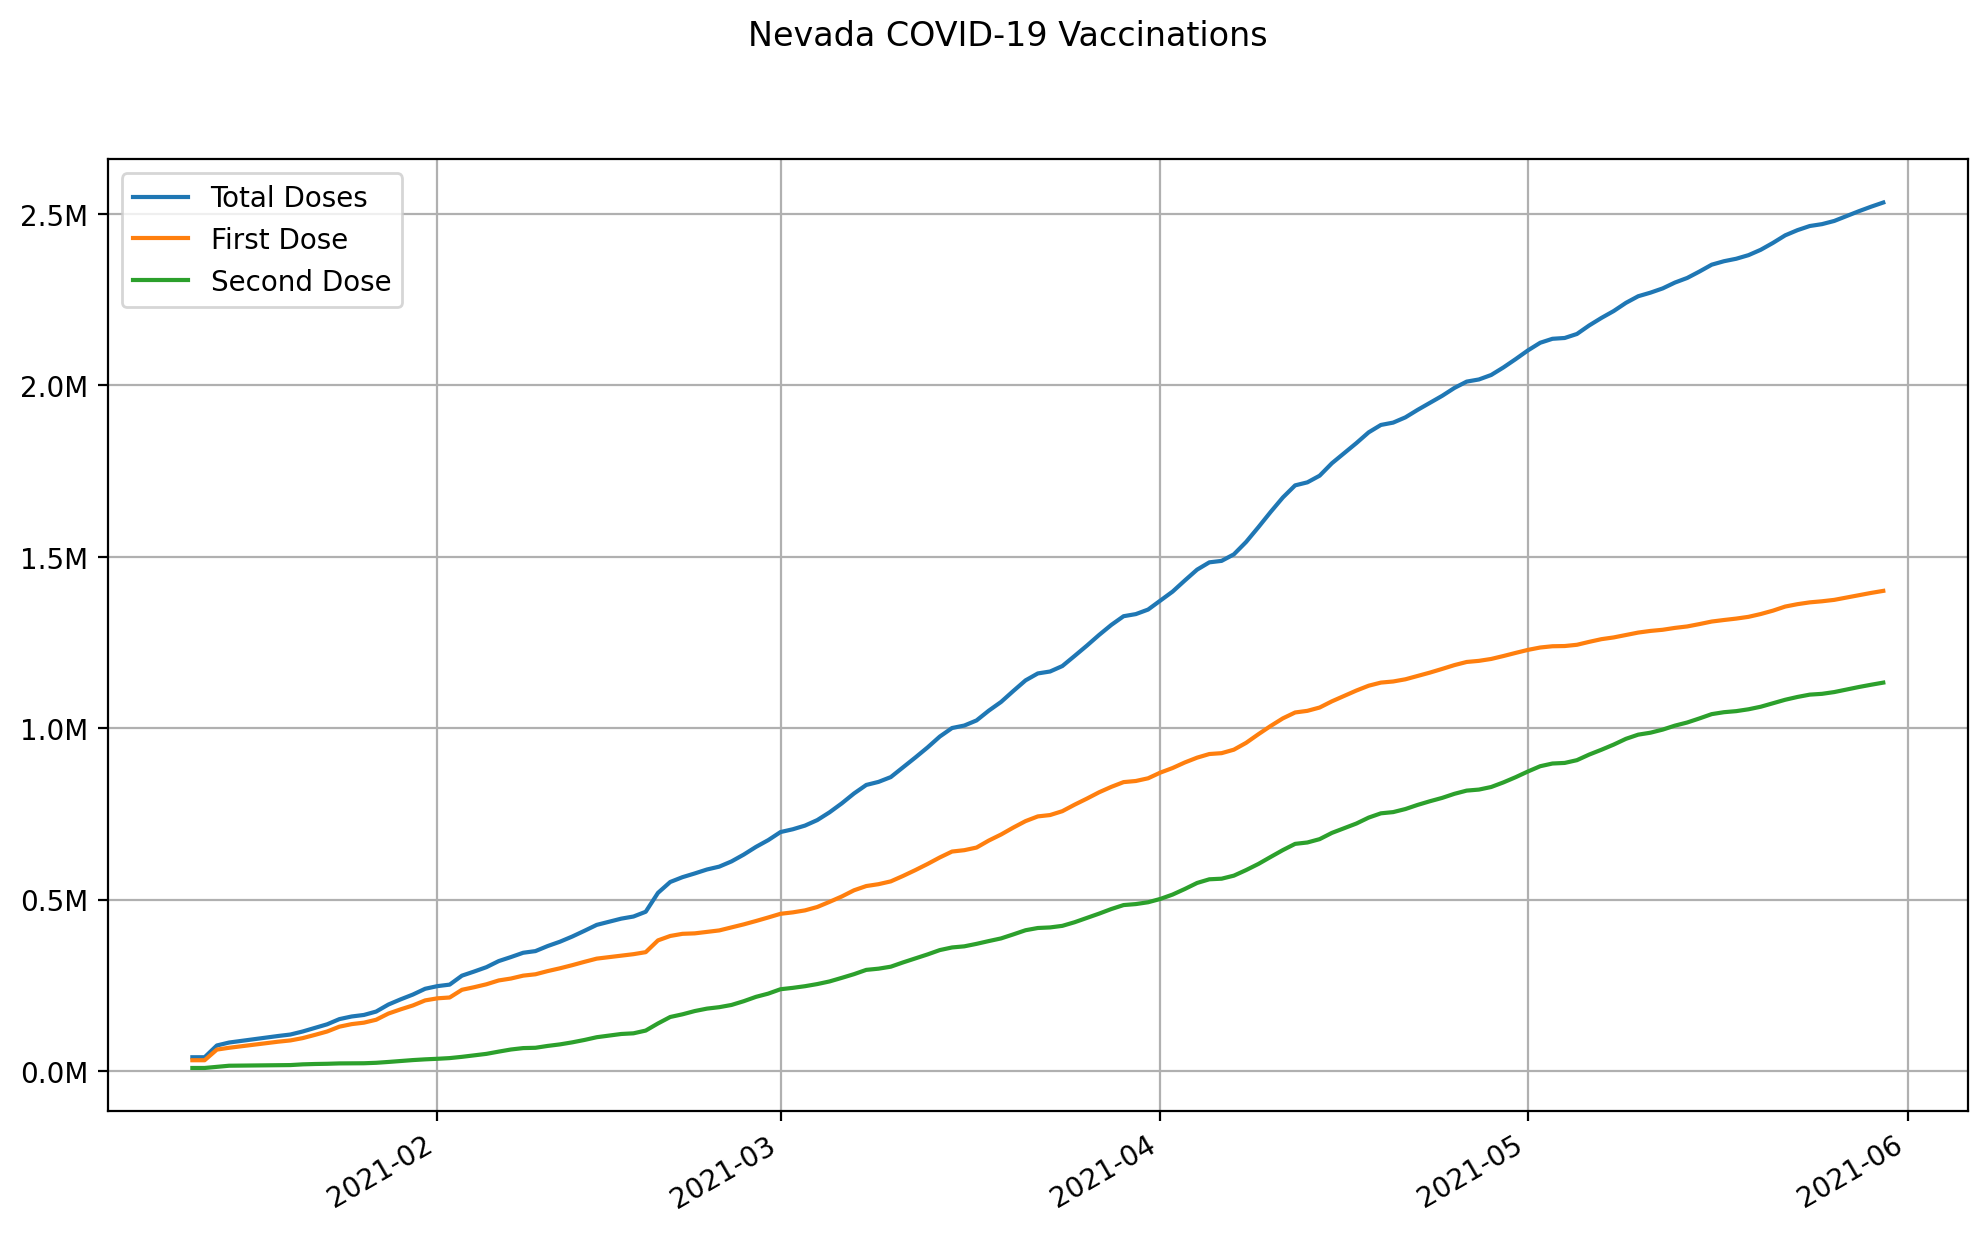 Nevada COVID-19 Vaccinations
Total Doses
First Dose
Second Dose
2.5M
2.0M
1.5M
1.0M
0.5M
0.0M
2021-02
2021-03
2021-04
2021-05
2021-06